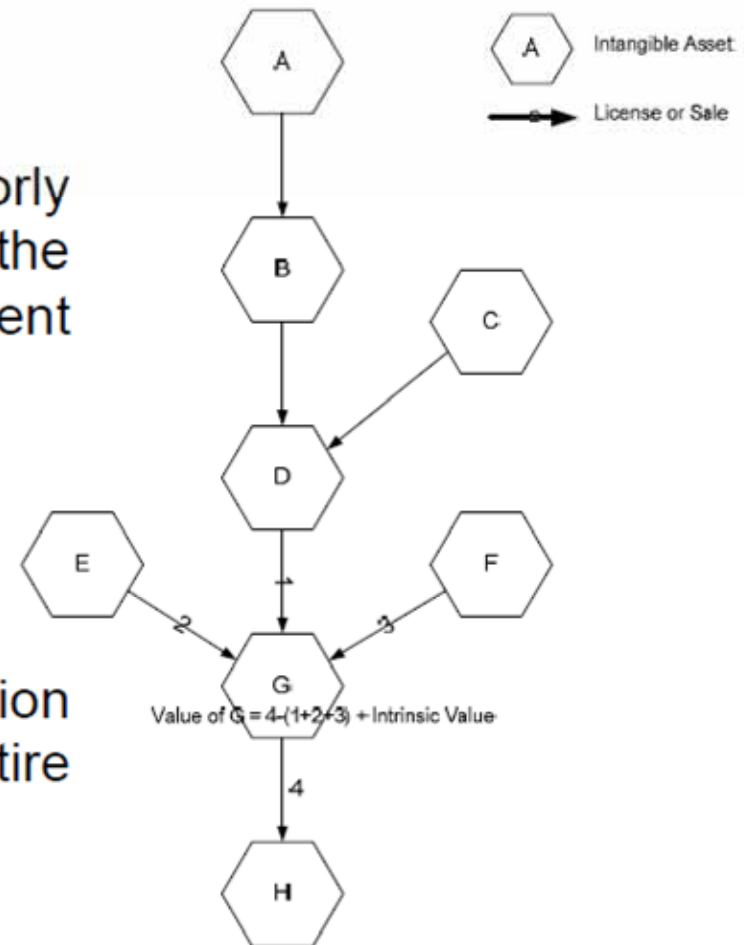 A
A
Intangible Asset
License or Sale
orly
the
ent
B
C
D
E
F
1
2
3
G
Value of G = 4-(1+2+3) + Intrinsic Value
ion
tire
4
H